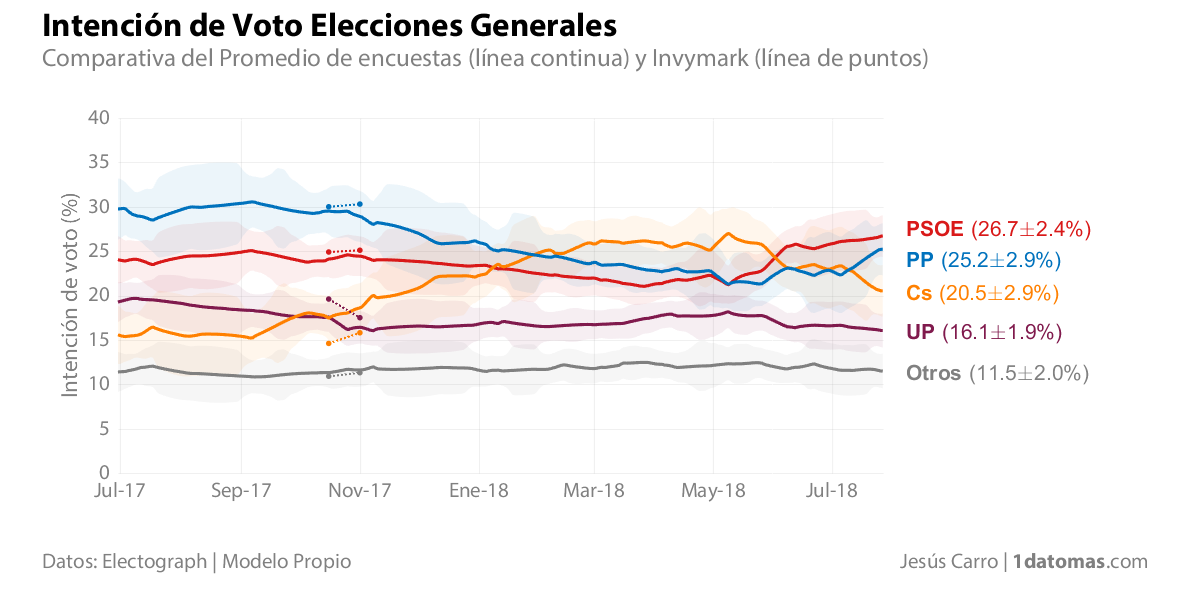 Intención de Voto Elecciones Generales
Comparativa del Promedio de encuestas (línea continua) y Invymark (línea de puntos)
Intención de voto (%)
40
35
30
25
20
15
10
5
0
Jul-17 Sep-17 Nov-17 Ene-18 Mar-18 May-18 Jul-18
PSOE (26.7±2.4%)
PP (25.2±2.9%)
Cs (20.5±2.9%)
UP (16.1±1.9%)
Otros (11.5±2.0%)
Datos: Electograph | Modelo Propio
Jesús Carro | 1datomas.com